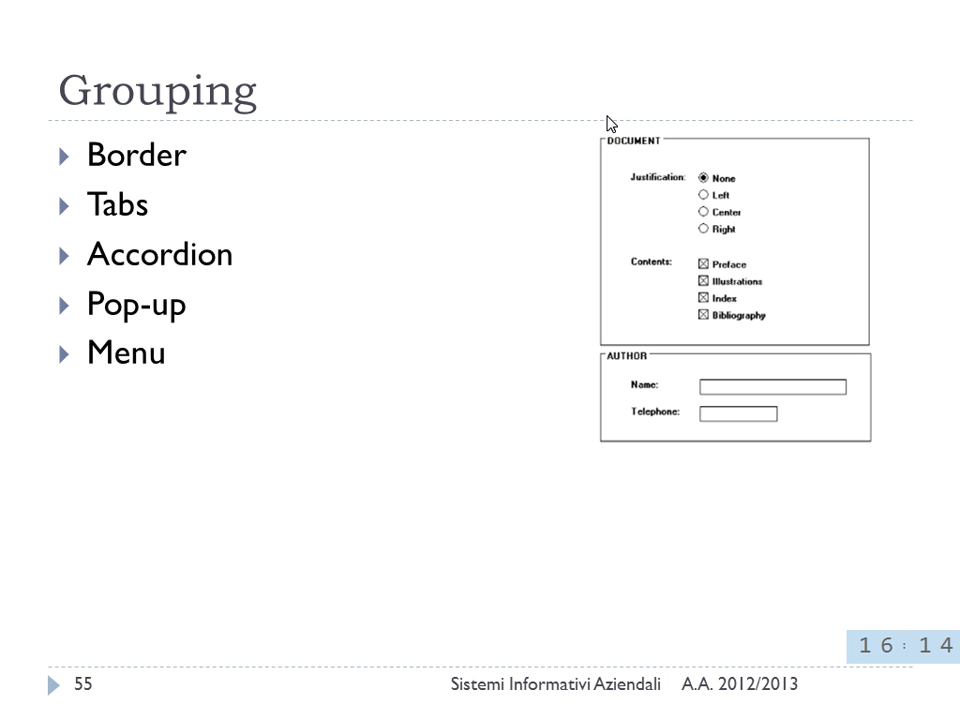 Grouping
Border
Tabs
Accordion
Pop-up
Menu
DOCUMENT
Justification: None
Left
Center
Right
Contents: Preface
Illustrations
Index
Bibliography
AUTHOR
Name:
Telephone:
16:14
55 Sistemi Informativi Aziendali A.A. 2012/2013